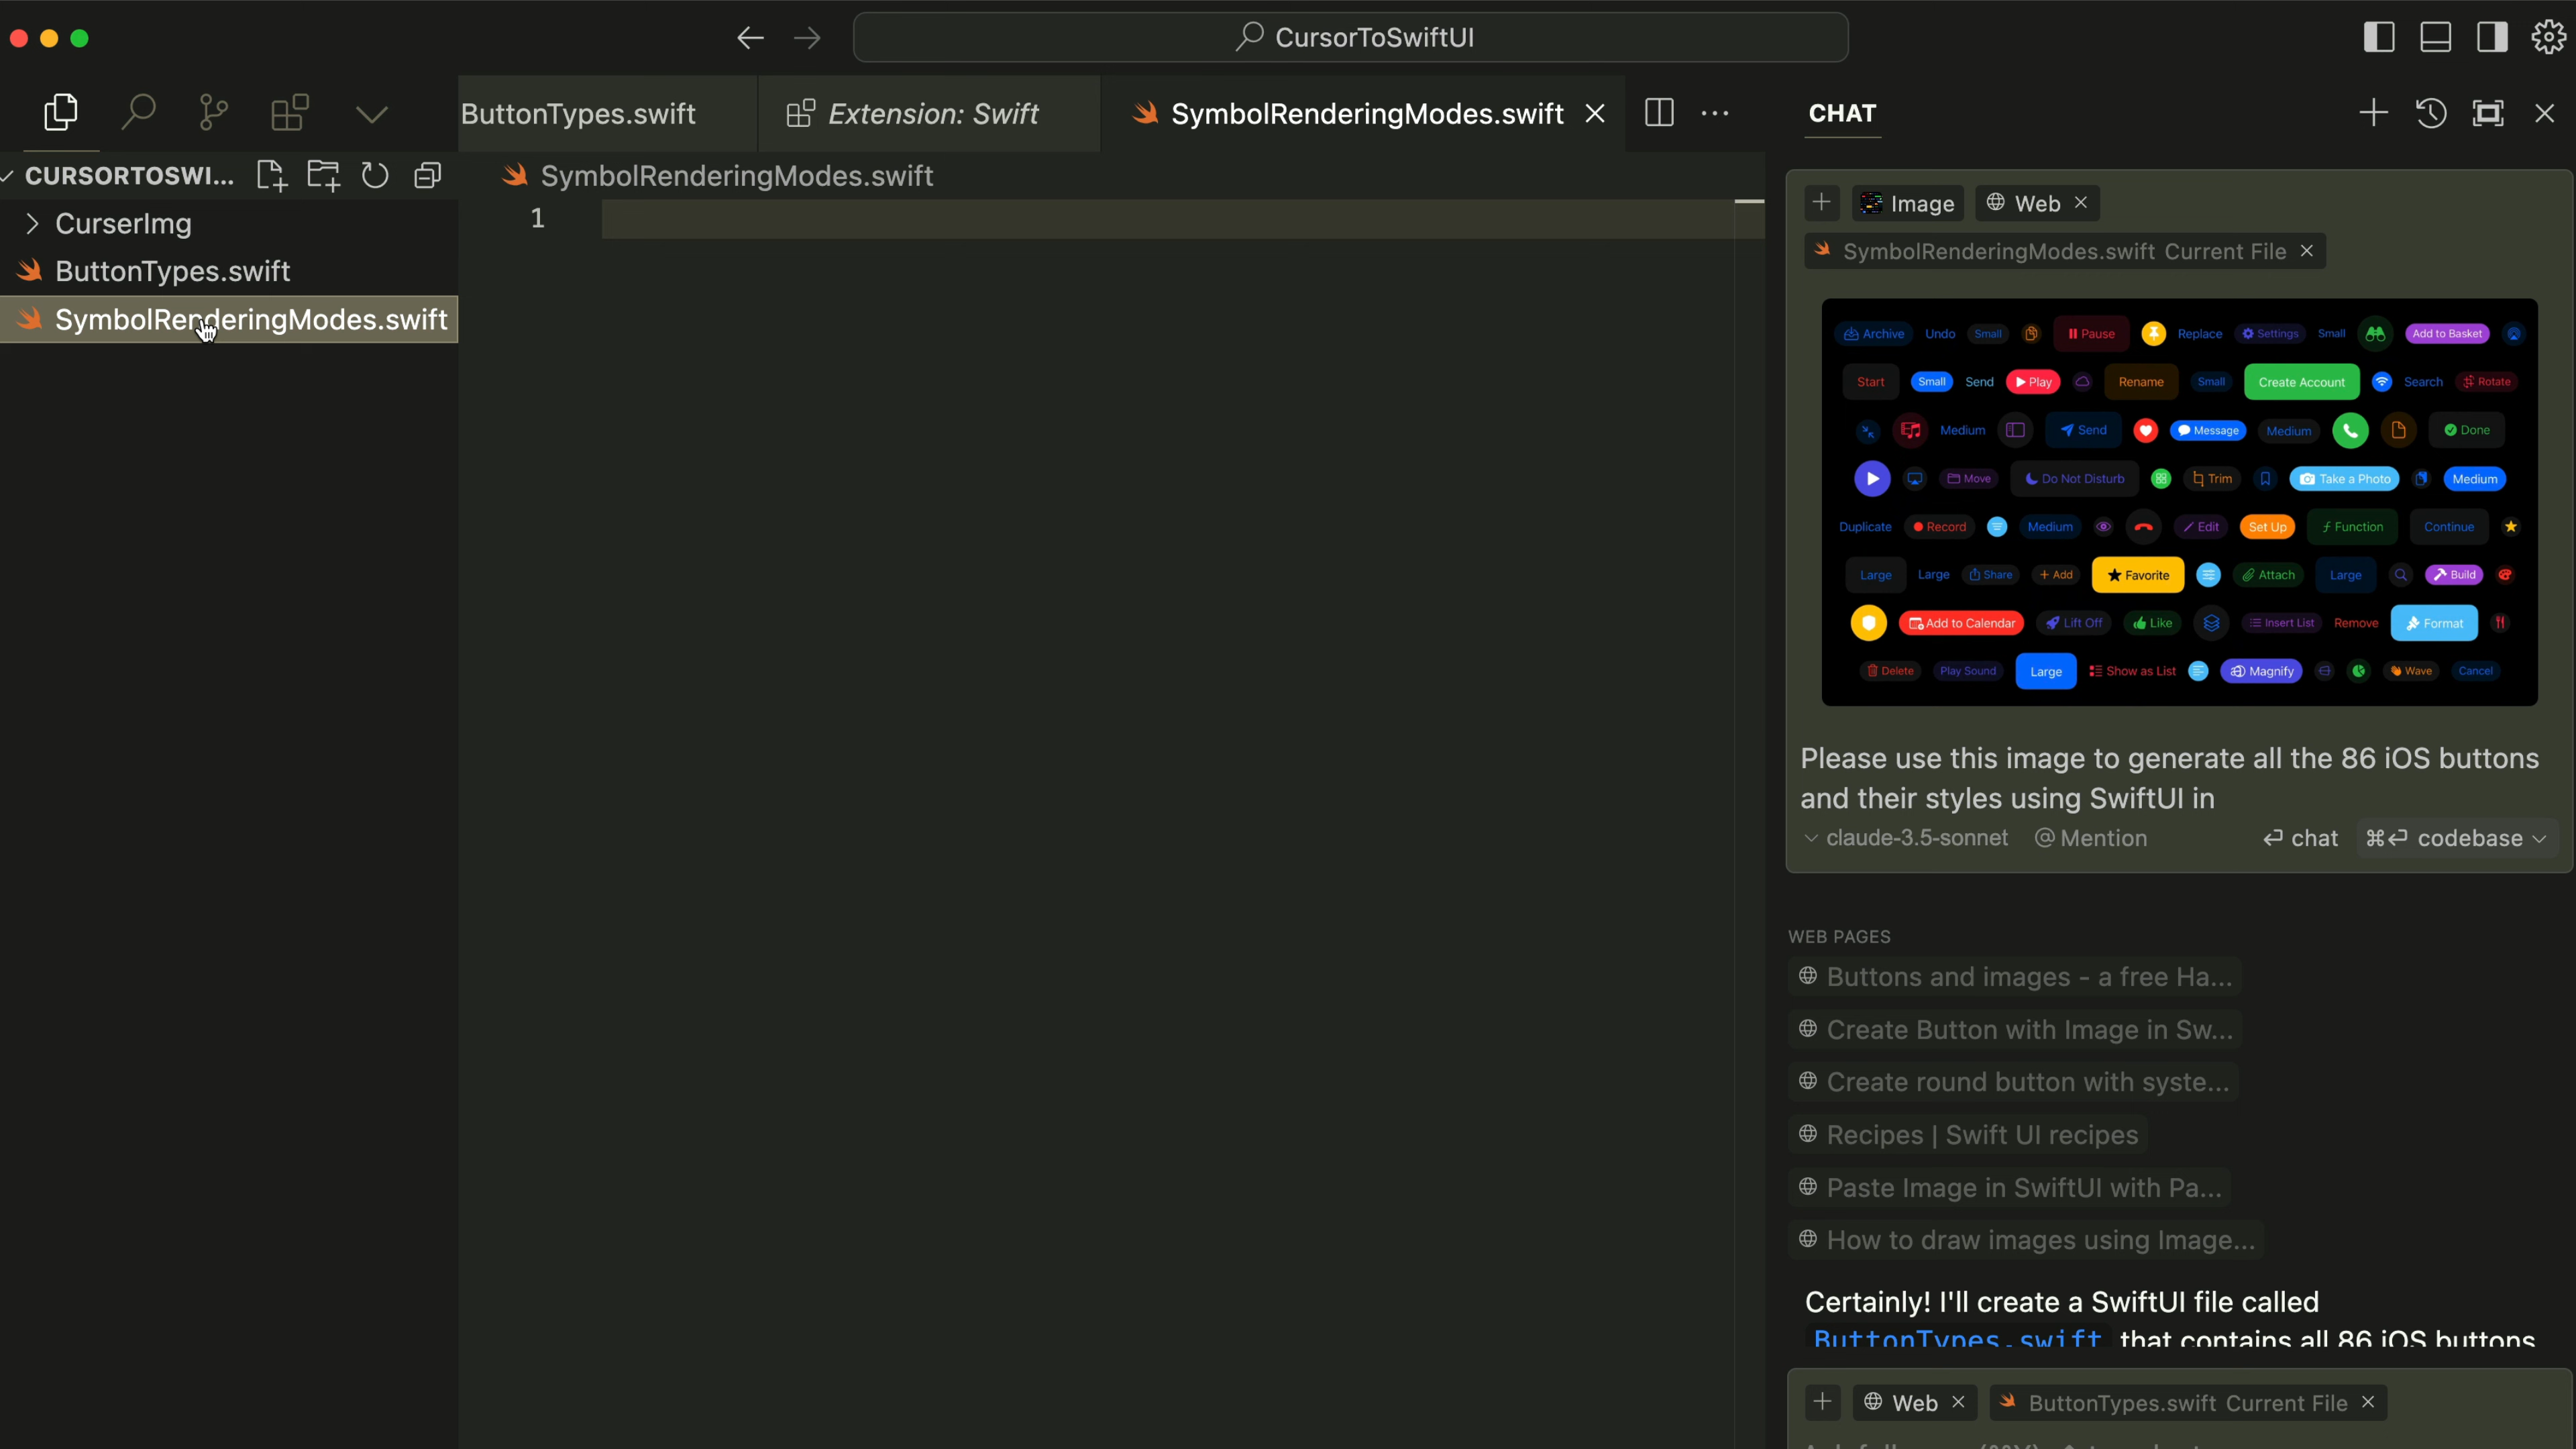 CursorToSwiftUI
ButtonTypes.swift
Extension: Swift
SymbolRenderingModes.swift
CHAT
CURSORTOSWI...
SymbolRenderingModes.swift
CurserImg
ButtonTypes.swift
SymbolRenderingModes.swift
1
Image
Web
SymbolRenderingModes.swift Current File
Archive Undo Small Pause Replace Settings Small Add to Basket
Start Small Send Play Rename Small Create Account Search Rotate
Medium Send Message Medium Done
Move Do Not Disturb Trim Take a Photo Medium
Duplicate Record Medium Edit Set Up Function Continue
Large Large Share + Add Favorite Attach Large Build
Add to Calendar Lift Off Like Insert List Remove Format
Delete Play Sound Large Show as List Magnify Wave Cancel
Please use this image to generate all the 86 iOS buttons
and their styles using SwiftUI in
claude-3.5-sonnet @ Mention chat ⌘ codebase
WEB PAGES
Buttons and images - a free Ha...
Create Button with Image in Sw...
Create round button with syste...
Recipes | Swift UI recipes
Paste Image in SwiftUI with Pa...
How to draw images using Image...
Certainly! I'll create a SwiftUI file called
ButtonTypes.swift that contains all 86 iOS buttons
Web
ButtonTypes.swift Current File